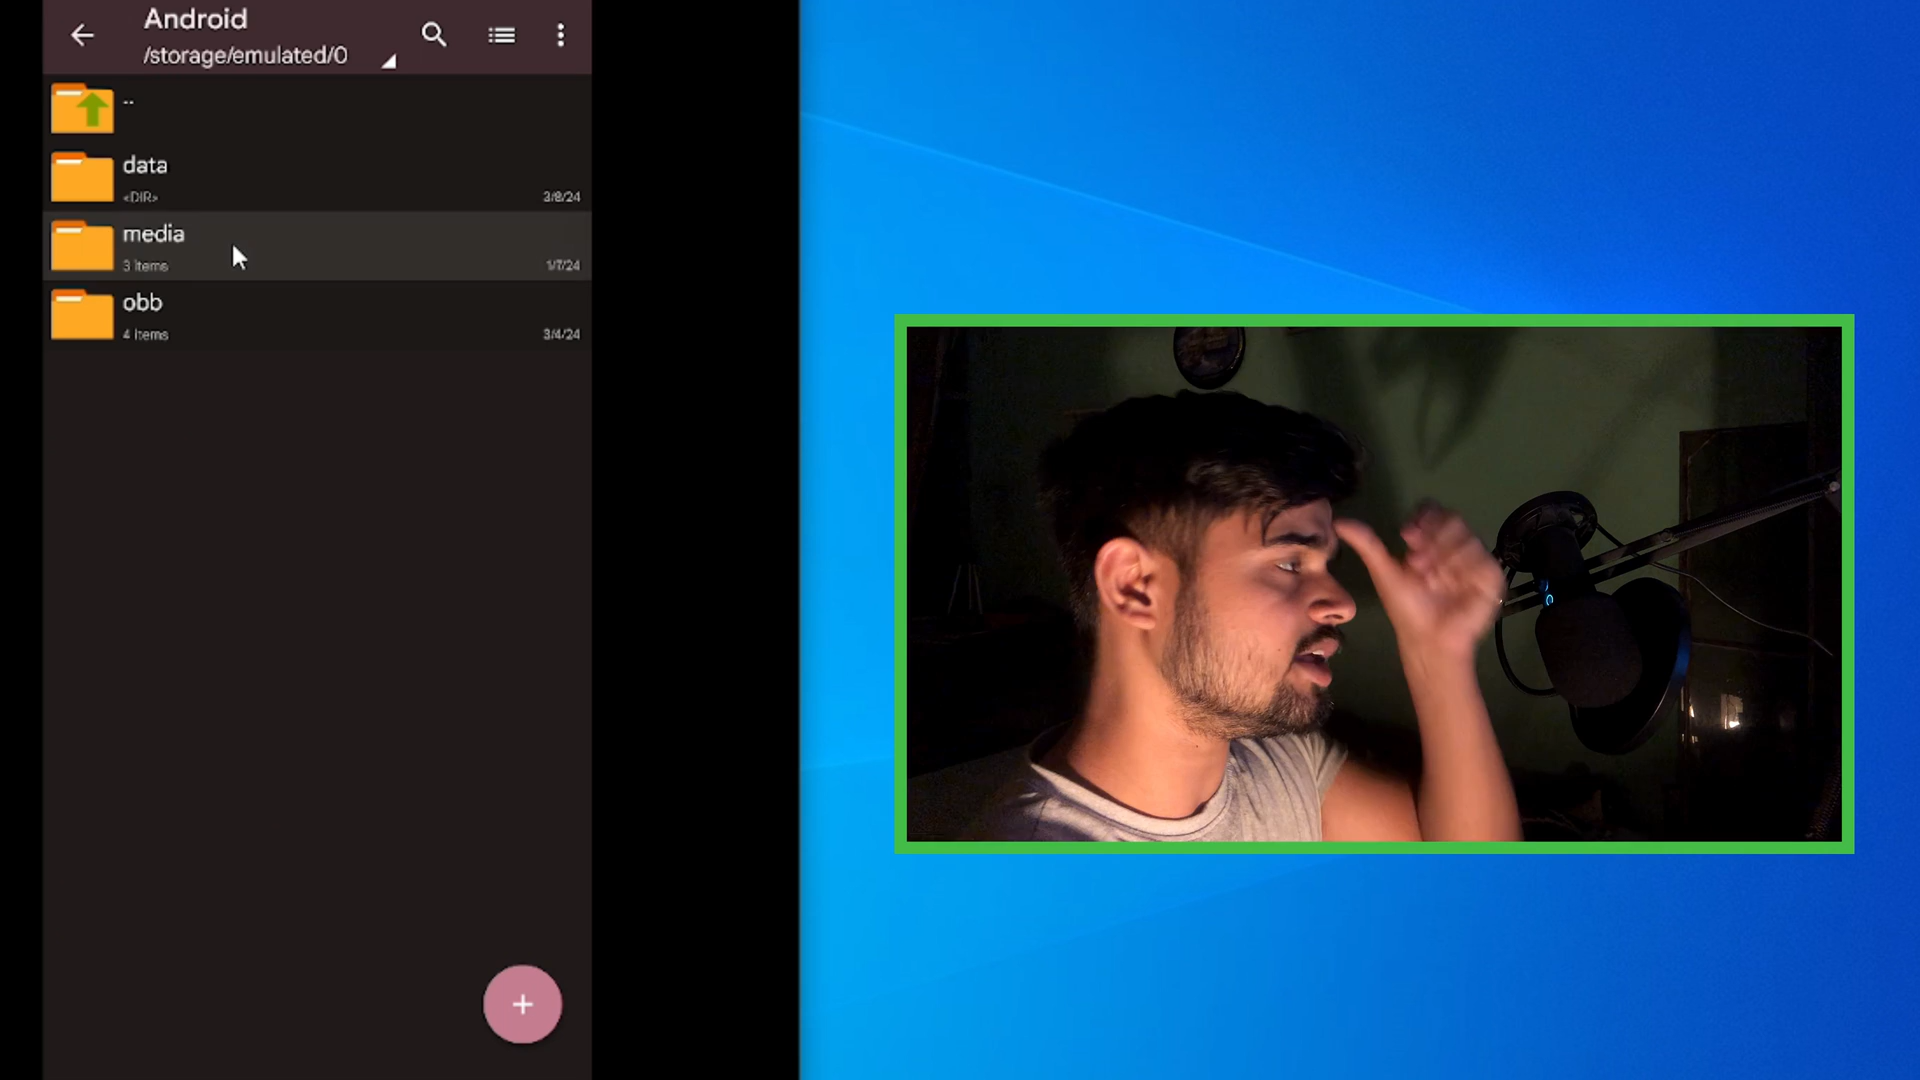 Android
/storage/emulated/0
..
data
<DIR>
3/8/24
media
3 items
1/7/24
obb
4 items
3/4/24